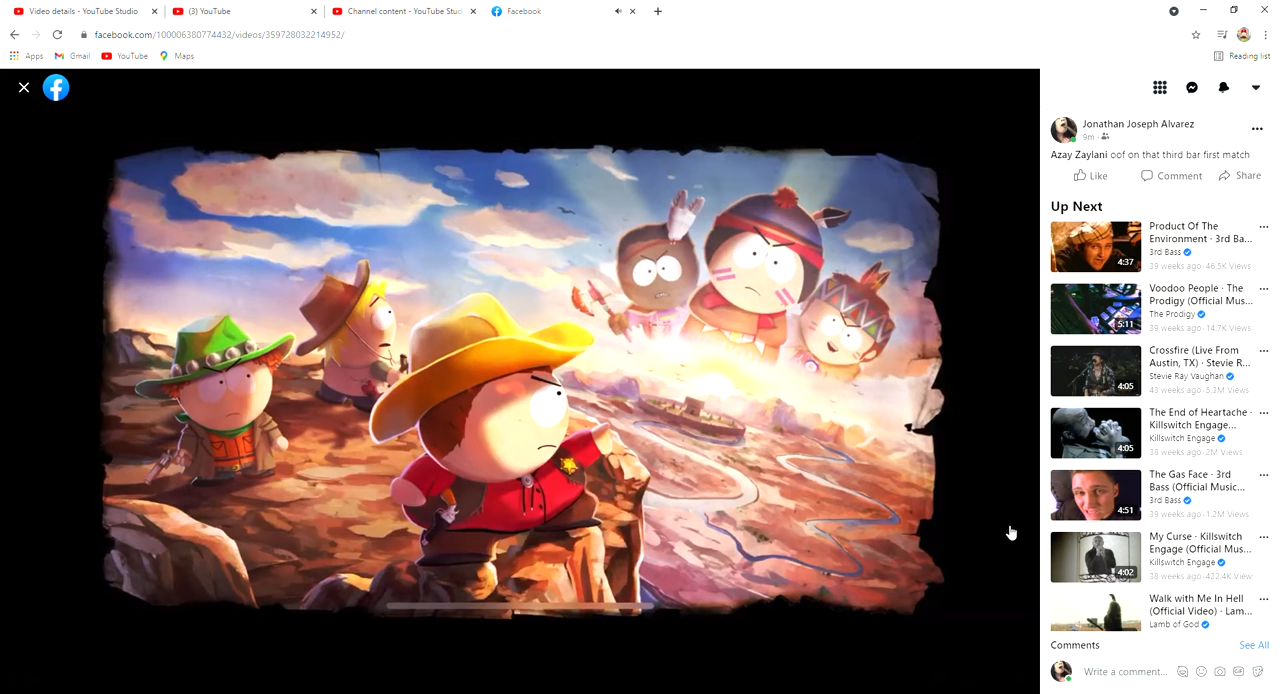 Video details - YouTube Studio
(3) YouTube
Channel content - YouTube Studi
Facebook
facebook.com/100006380774432/videos/359728032214952/
Apps
Gmail
YouTube
Maps
Reading list
Jonathan Joseph Alvarez
9m ·
Azay Zaylani oof on that third bar first match
Like
Comment
Share
Up Next
Product Of The
Environment · 3rd Ba...
3rd Bass
39 weeks ago · 46.5K Views
4:37
Voodoo People · The
Prodigy (Official Mus...
The Prodigy
39 weeks ago · 14.7K Views
5:11
Crossfire (Live From
Austin, TX) · Stevie R...
Stevie Ray Vaughan
43 weeks ago · 5.3M Views
4:05
The End of Heartache ·
Killswitch Engage...
Killswitch Engage
38 weeks ago · 2M Views
4:05
The Gas Face · 3rd
Bass (Official Music...
3rd Bass
39 weeks ago · 1.2M Views
4:51
My Curse · Killswitch
Engage (Official Mus...
Killswitch Engage
38 weeks ago · 422.4K View
4:02
Walk with Me In Hell
(Official Video) · Lam...
Lamb of God
Comments
See All
Write a comment...
GIF